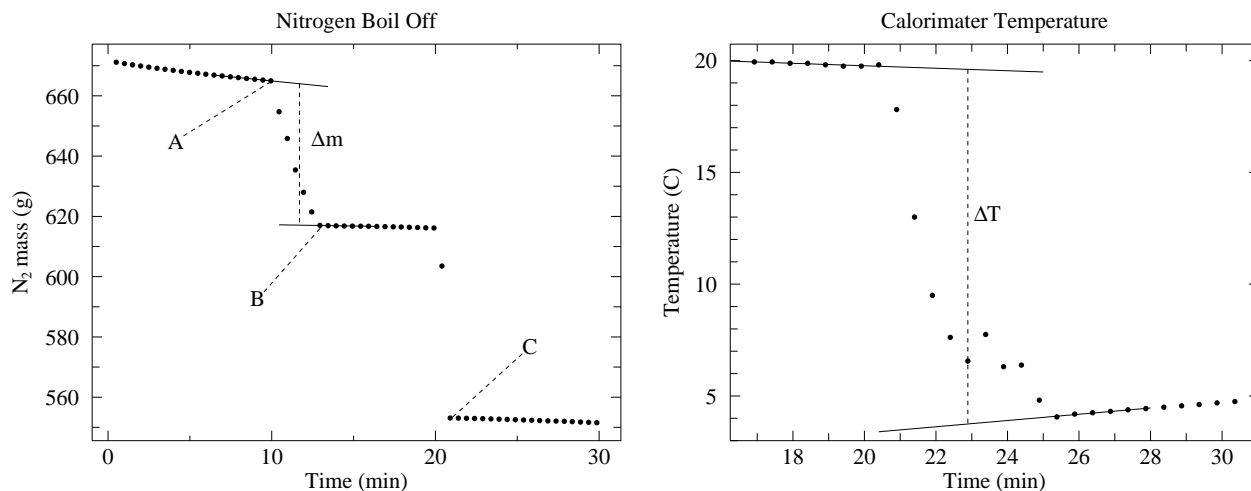 Nitrogen Boil Off
N₂ mass (g)
660
640
620
600
580
560
A
Δm
B
C
0
10
20
30
Time (min)
Calorimater Temperature
Temperature (C)
20
15
10
5
ΔT
18
20
22
24
26
28
30
Time (min)